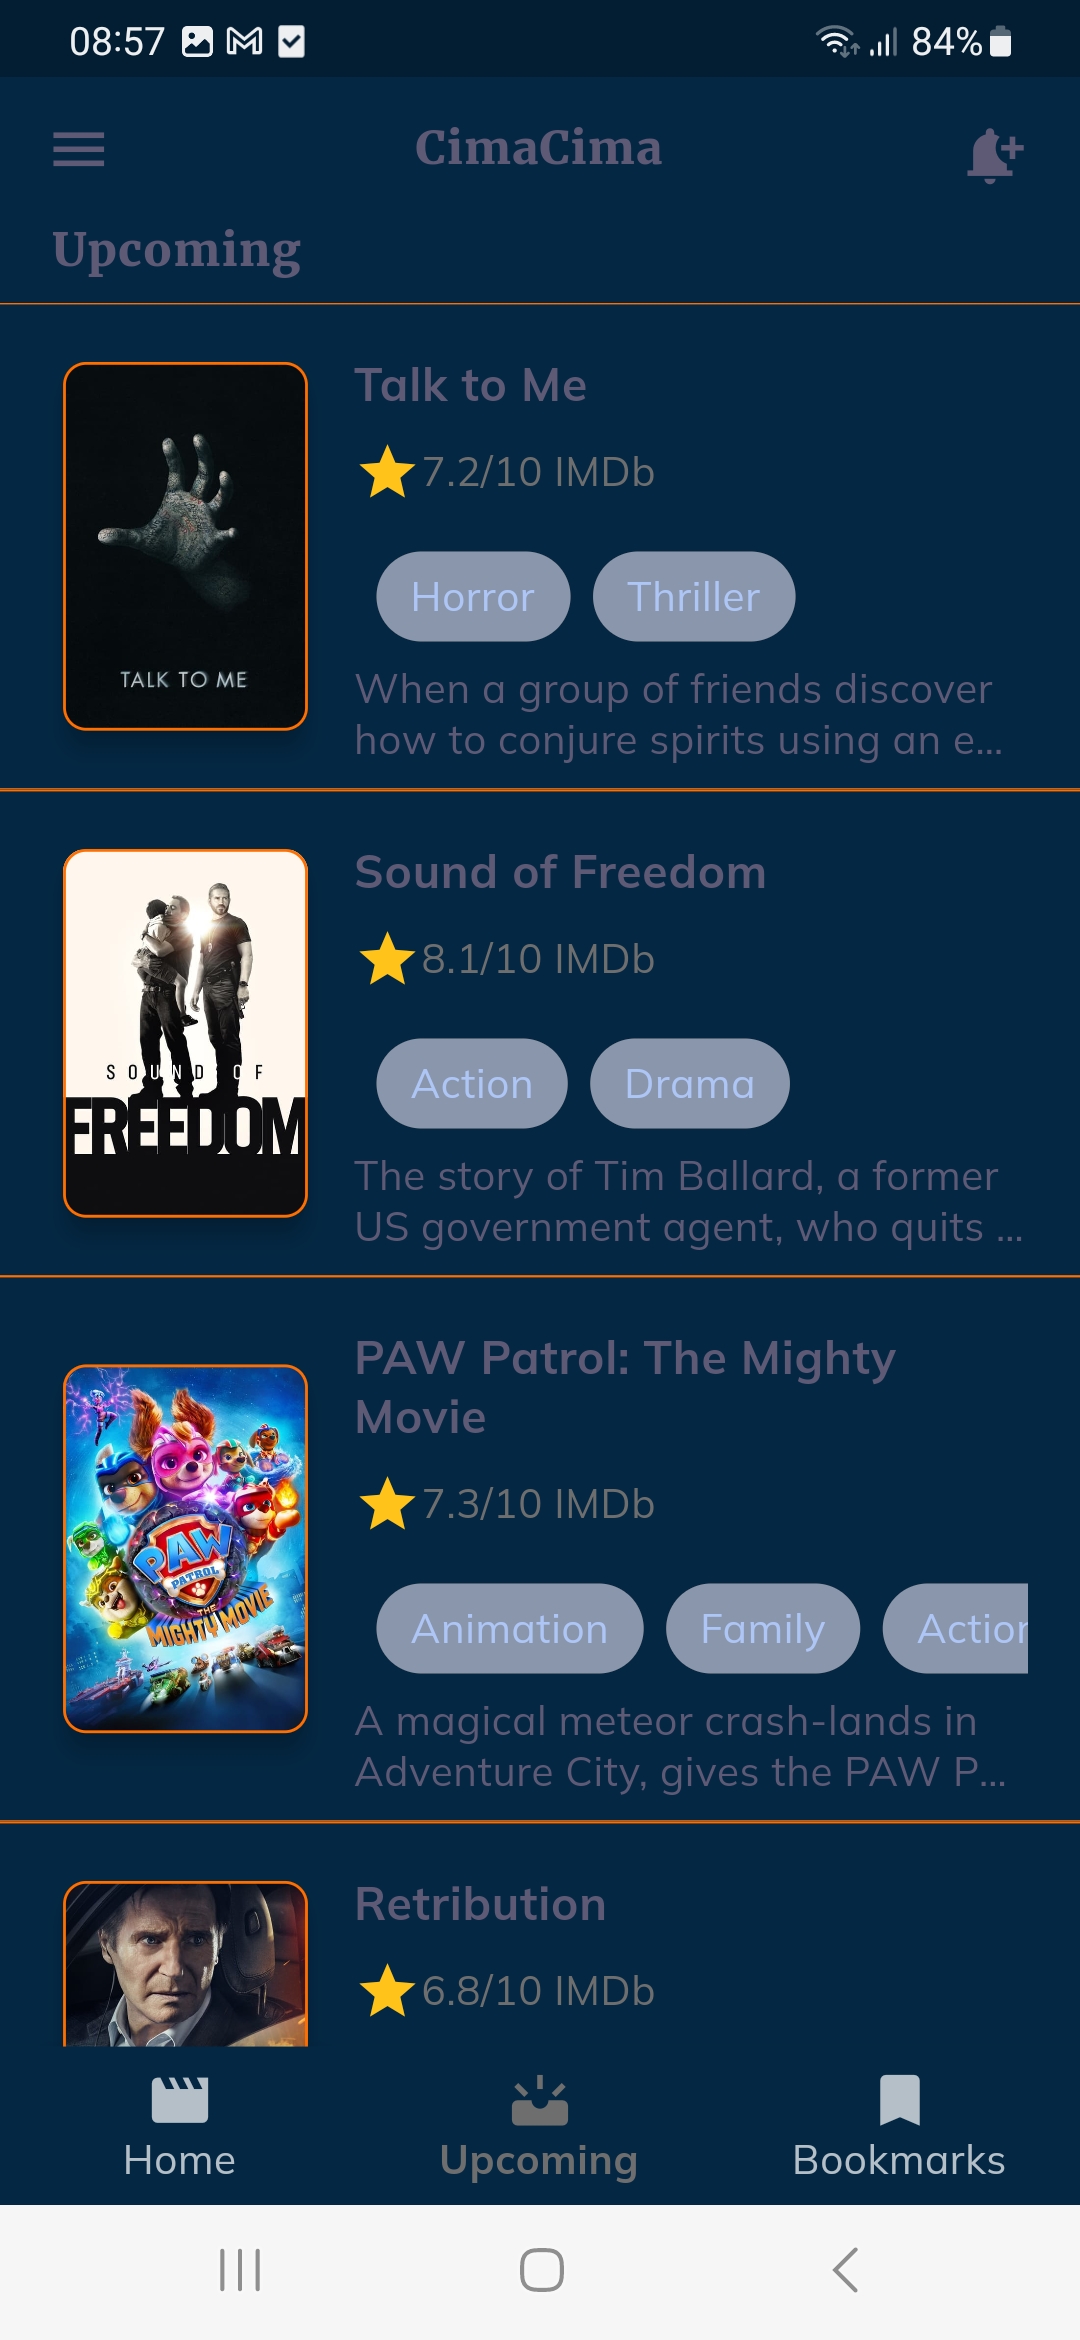 08:57
84%
CimaCima
Upcoming
Talk to Me
7.2/10 IMDb
Horror
Thriller
When a group of friends discover
how to conjure spirits using an e...
TALK TO ME
Sound of Freedom
8.1/10 IMDb
Action
Drama
The story of Tim Ballard, a former
US government agent, who quits ...
SOUND OF
FREEDOM
PAW Patrol: The Mighty
Movie
7.3/10 IMDb
Animation
Family
Action
A magical meteor crash-lands in
Adventure City, gives the PAW P...
PAW
PATROL
THE
MIGHTY MOVIE
Retribution
6.8/10 IMDb
Home
Upcoming
Bookmarks